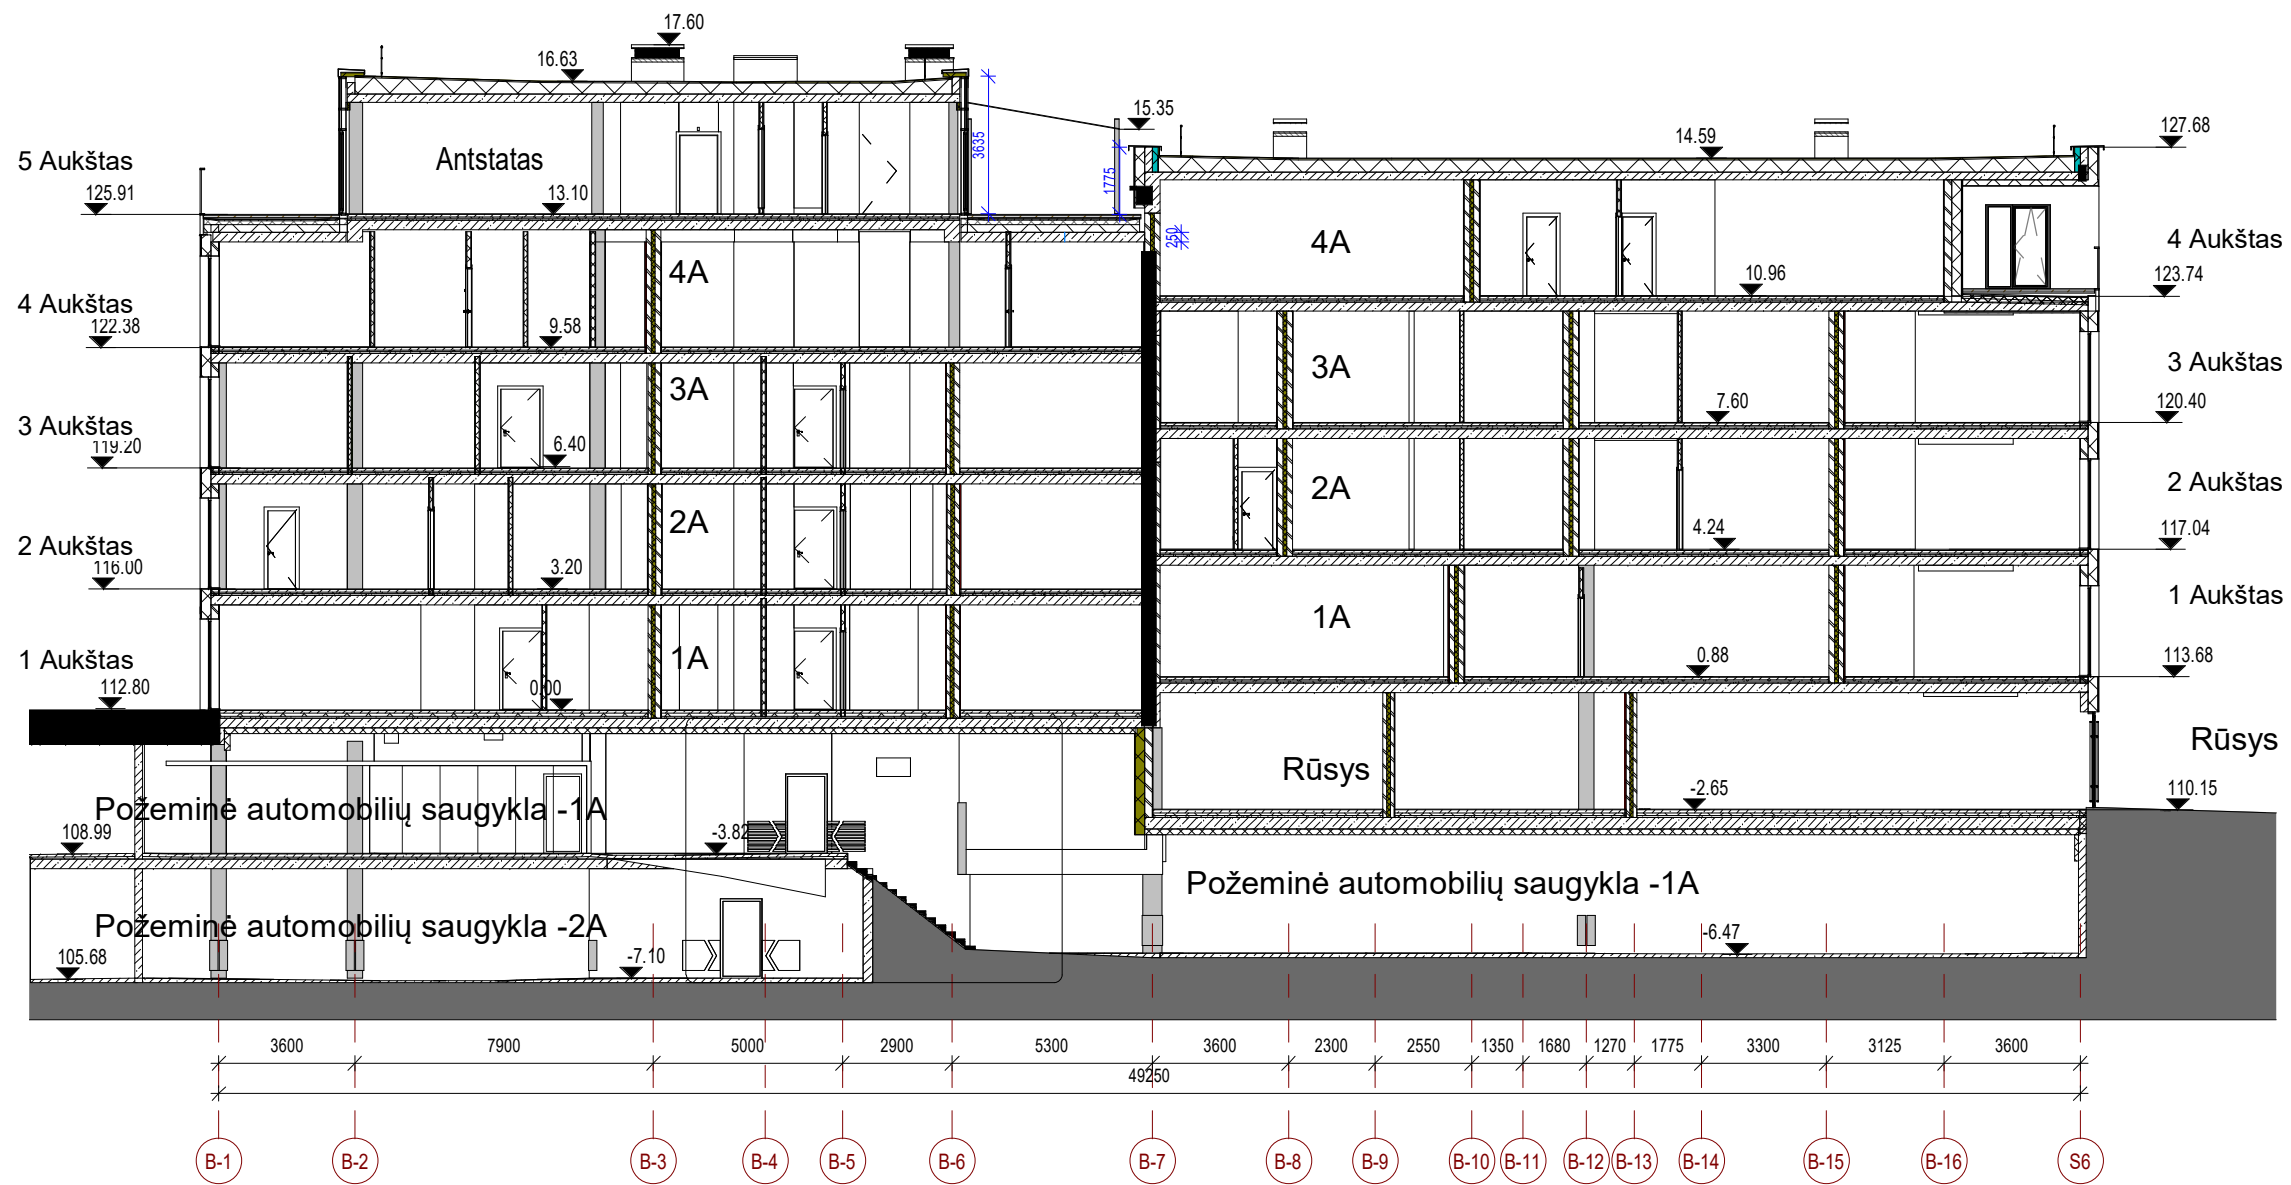 17.60
16.63
15.35
14.59
127.68
3635
1775
5 Aukštas
125.91
Antstatas
13.10
250
4A
4A
4 Aukštas
10.96
123.74
4 Aukštas
122.38
9.58
3A
3A
3 Aukštas
7.60
120.40
3 Aukštas
119.20
6.40
2A
2A
2 Aukštas
4.24
117.04
2 Aukštas
116.00
3.20
1A
1A
1 Aukštas
0.88
113.68
1 Aukštas
112.80
0.00
Rūsys
Rūsys
-2.65
110.15
Požeminė automobilių saugykla -1A
108.99
-3.82
Požeminė automobilių saugykla -1A
Požeminė automobilių saugykla -2A
105.68
-7.10
-6.47
3600 7900 5000 2900 5300 3600 2300 2550 1350 1680 1270 1775 3300 3125 3600
49250
B-1 B-2 B-3 B-4 B-5 B-6 B-7 B-8 B-9 B-10 B-11 B-12 B-13 B-14 B-15 B-16 S6